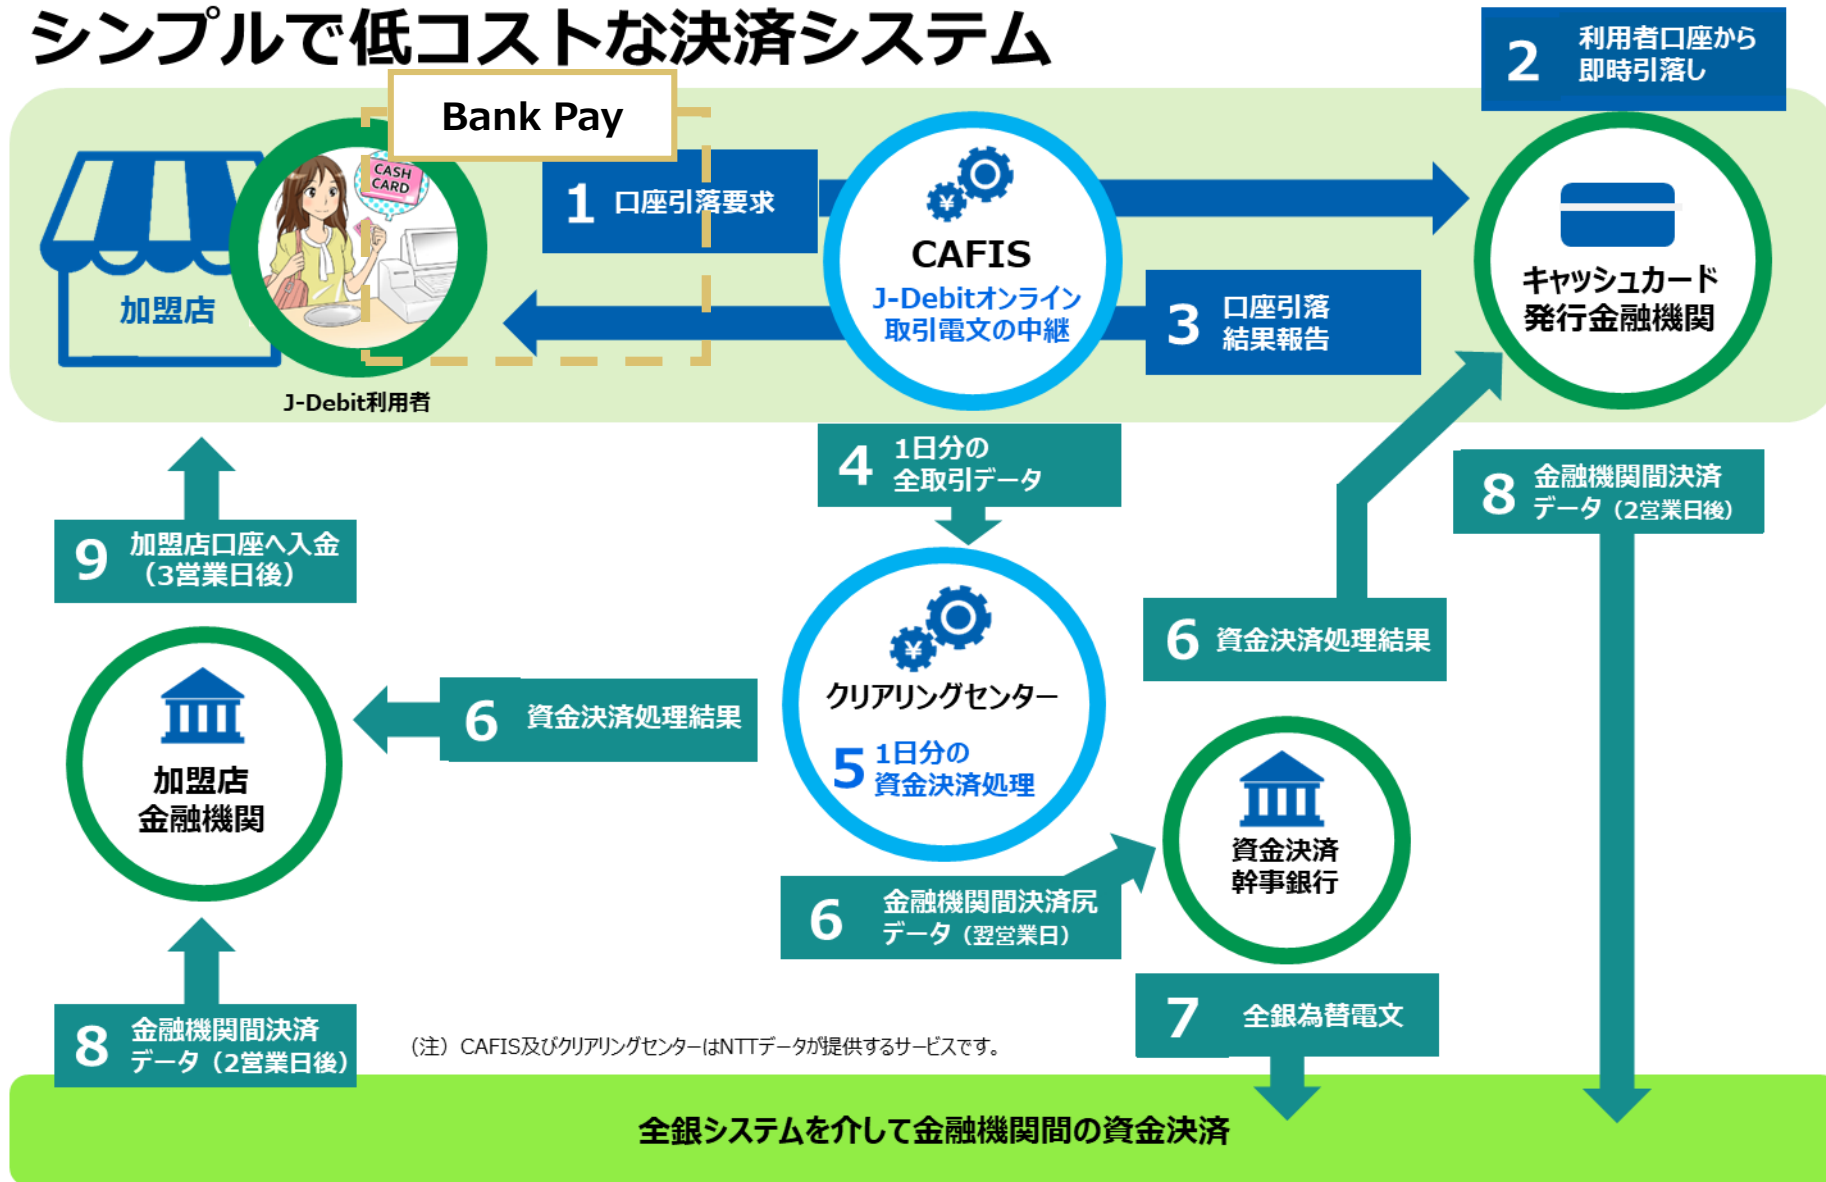 シンプルで低コストな決済システム
2
利用者口座から
即時引落し
Bank Pay
CASH
CARD
1 口座引落要求
¥
CAFIS
J-Debitオンライン
取引電文の中継
キャッシュカード
発行金融機関
3
口座引落
結果報告
加盟店
J-Debit利用者
4
1日分の
全取引データ
8
金融機関間決済
データ（2営業日後）
9
加盟店口座へ入金
（3営業日後）
6 資金決済処理結果
¥
クリアリングセンター
5
1日分の
資金決済処理
6 資金決済処理結果
加盟店
金融機関
資金決済
幹事銀行
6
金融機関間決済尻
データ（翌営業日）
7 全銀為替電文
8
金融機関間決済
データ（2営業日後）
（注）CAFIS及びクリアリングセンターはNTTデータが提供するサービスです。
全銀システムを介して金融機関間の資金決済